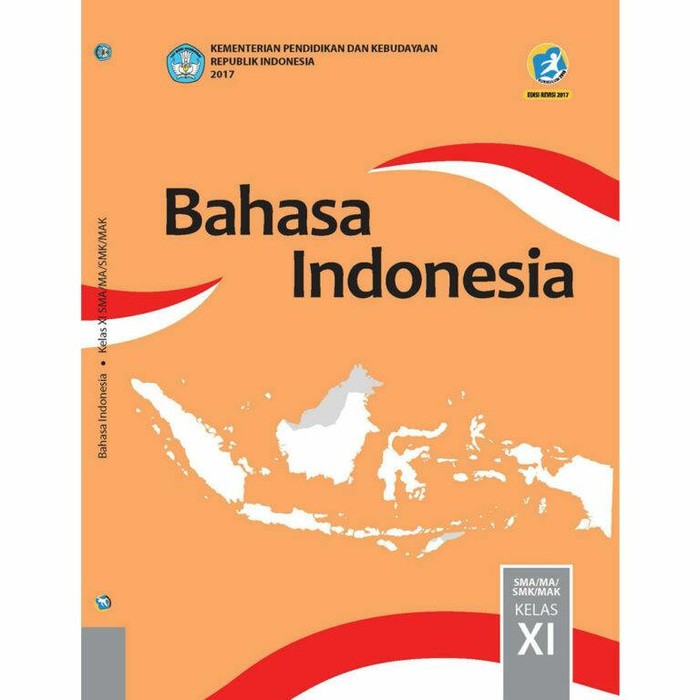 KEMENTERIAN PENDIDIKAN DAN KEBUDAYAAN
REPUBLIK INDONESIA
2017
EDISI REVISI 2017
Bahasa
Indonesia
Bahasa Indonesia • Kelas XI SMA/MA/SMK/MAK
SMA/MA/
SMK/MAK
KELAS
XI